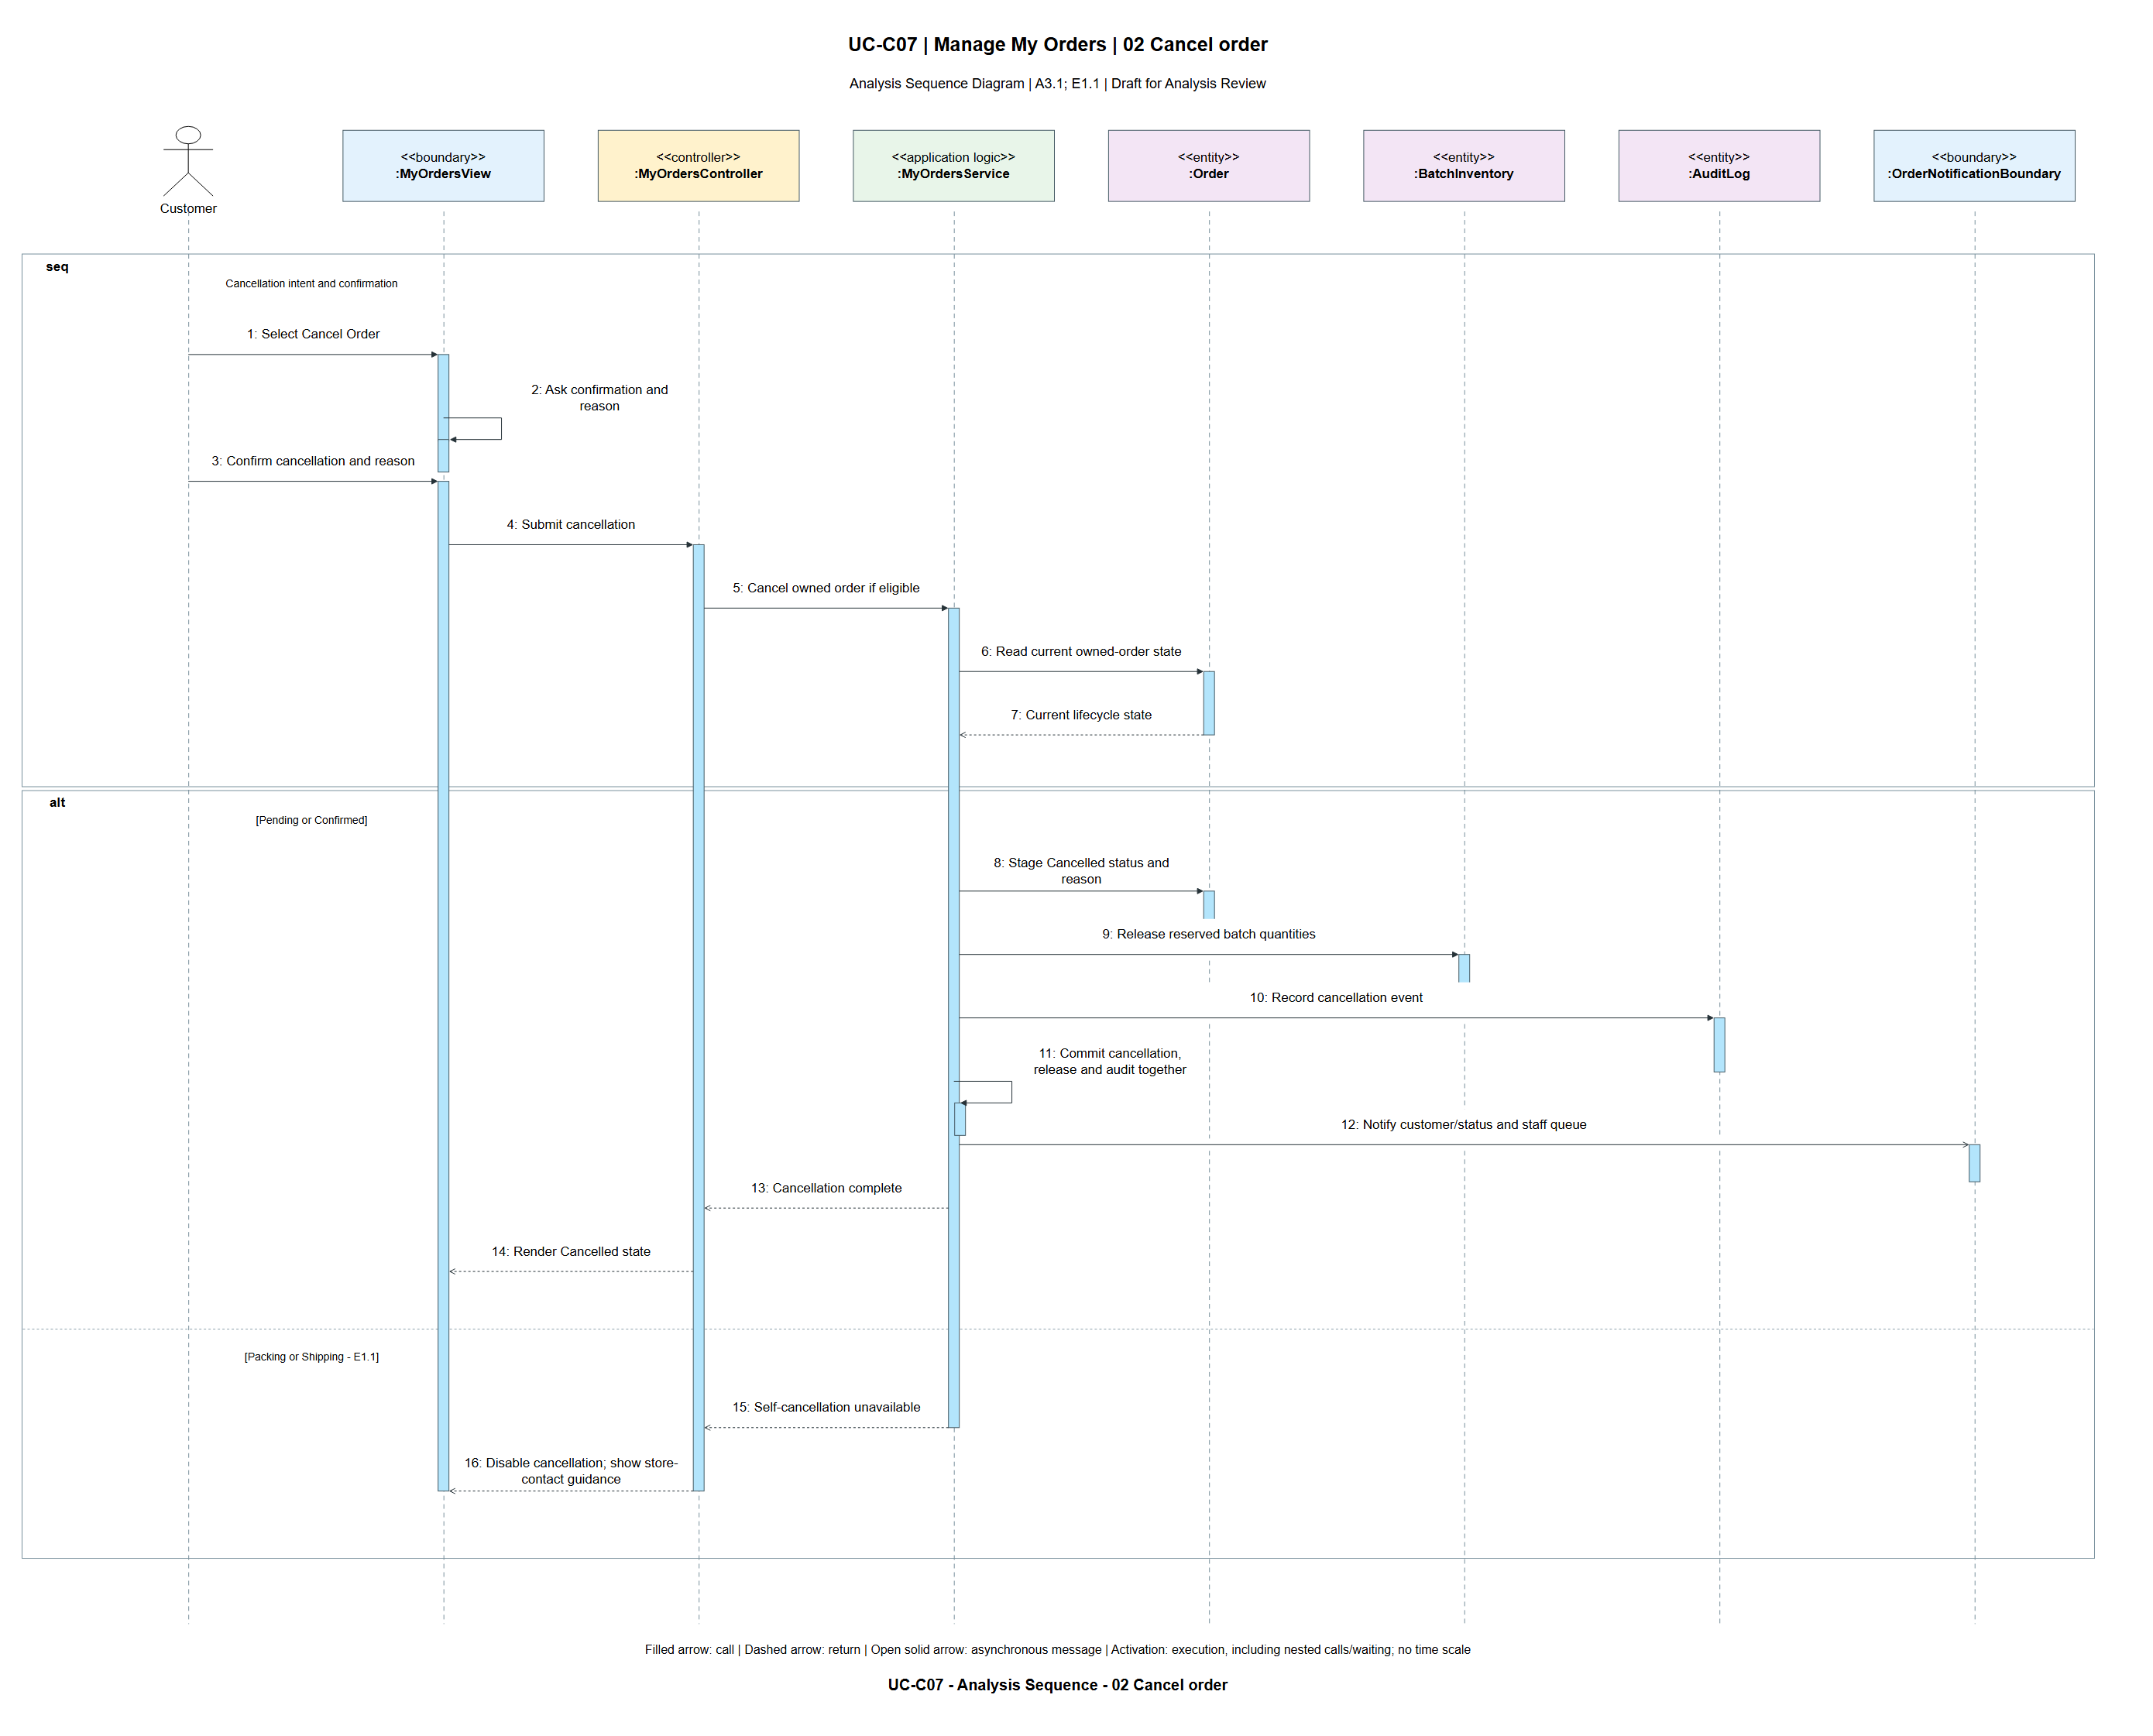 UC-C07 | Manage My Orders | 02 Cancel order
Analysis Sequence Diagram | A3.1; E1.1 | Draft for Analysis Review
Customer
<<boundary>>
:MyOrdersView
<<controller>>
:MyOrdersController
<<application logic>>
:MyOrdersService
<<entity>>
:Order
<<entity>>
:BatchInventory
<<entity>>
:AuditLog
<<boundary>>
:OrderNotificationBoundary
seq
Cancellation intent and confirmation
1: Select Cancel Order
2: Ask confirmation and
reason
3: Confirm cancellation and reason
4: Submit cancellation
5: Cancel owned order if eligible
6: Read current owned-order state
7: Current lifecycle state
alt
[Pending or Confirmed]
8: Stage Cancelled status and
reason
9: Release reserved batch quantities
10: Record cancellation event
11: Commit cancellation,
release and audit together
12: Notify customer/status and staff queue
13: Cancellation complete
14: Render Cancelled state
[Packing or Shipping - E1.1]
15: Self-cancellation unavailable
16: Disable cancellation; show store-
contact guidance
Filled arrow: call | Dashed arrow: return | Open solid arrow: asynchronous message | Activation: execution, including nested calls/waiting; no time scale
UC-C07 - Analysis Sequence - 02 Cancel order